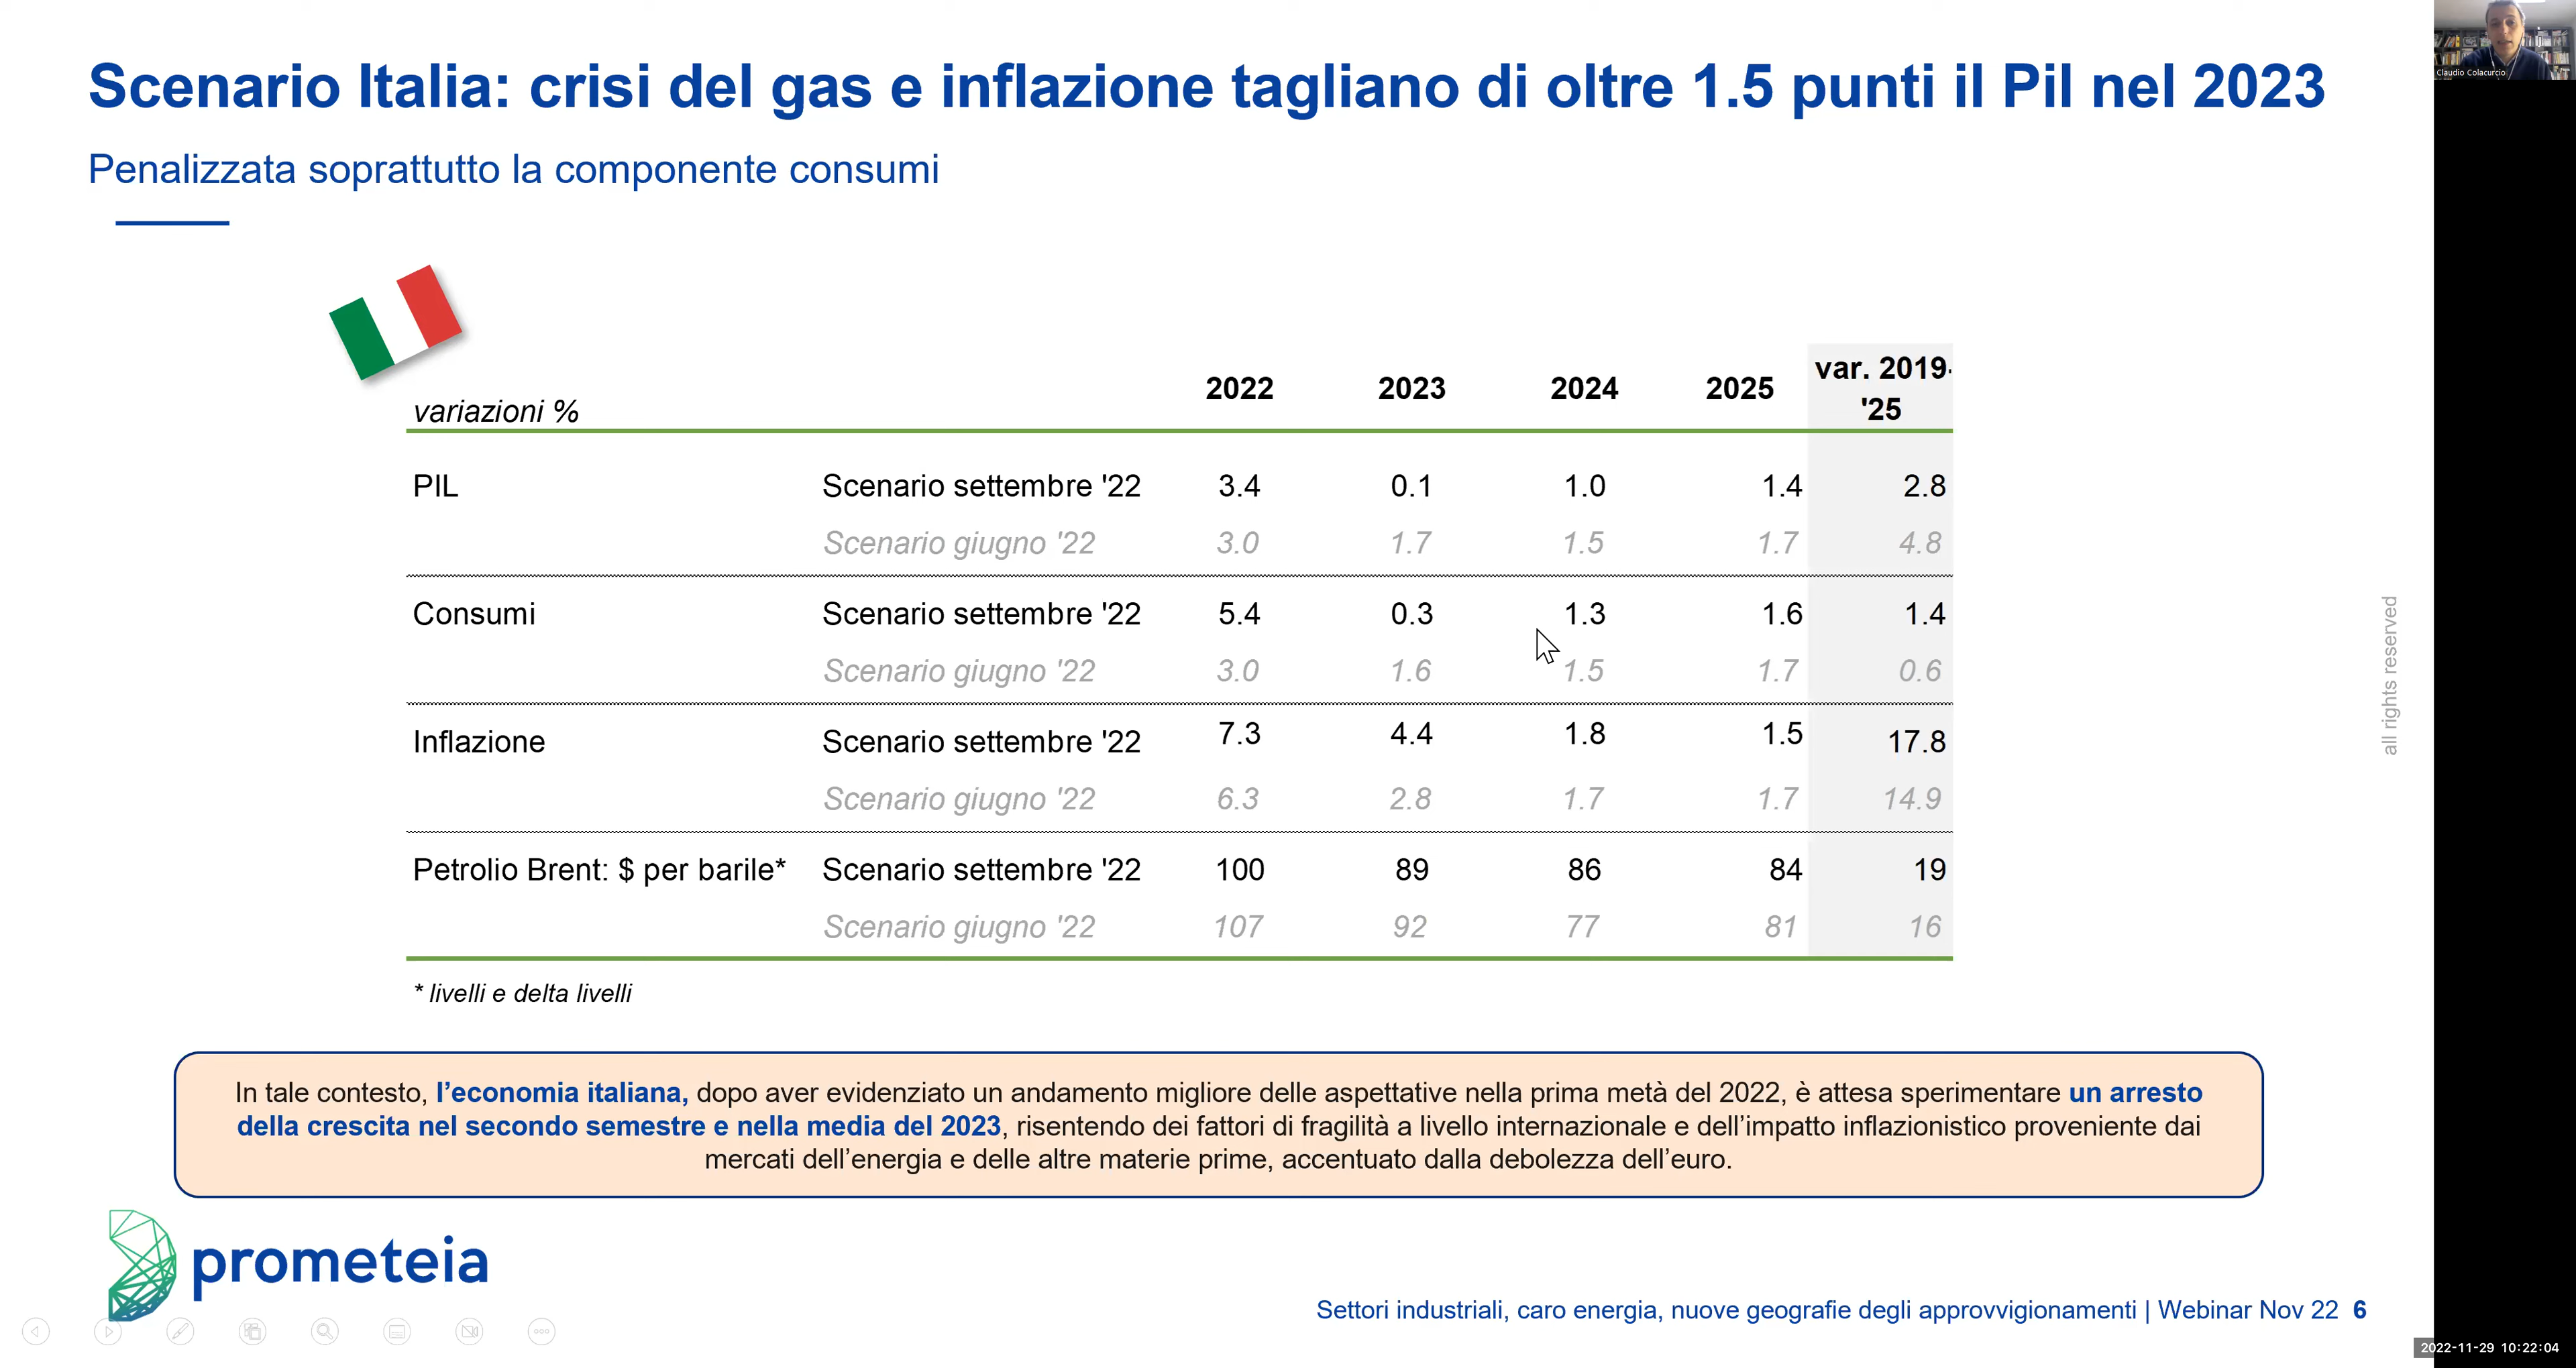 Scenario Italia: crisi del gas e inflazione tagliano di oltre 1.5 punti il Pil nel 2023
Claudio Colacurcio
Penalizzata soprattutto la componente consumi
variazioni % 2022 2023 2024 2025 var. 2019-
'25
PIL Scenario settembre '22 3.4 0.1 1.0 1.4 2.8
Scenario giugno '22 3.0 1.7 1.5 1.7 4.8
Consumi Scenario settembre '22 5.4 0.3 1.3 1.6 1.4
Scenario giugno '22 3.0 1.6 1.5 1.7 0.6
Inflazione Scenario settembre '22 7.3 4.4 1.8 1.5 17.8
Scenario giugno '22 6.3 2.8 1.7 1.7 14.9
Petrolio Brent: $ per barile* Scenario settembre '22 100 89 86 84 19
Scenario giugno '22 107 92 77 81 16
* livelli e delta livelli
all rights reserved
In tale contesto, l’economia italiana, dopo aver evidenziato un andamento migliore delle aspettative nella prima metà del 2022, è attesa sperimentare un arresto
della crescita nel secondo semestre e nella media del 2023, risentendo dei fattori di fragilità a livello internazionale e dell’impatto inflazionistico proveniente dai
mercati dell’energia e delle altre materie prime, accentuato dalla debolezza dell’euro.
prometeia
Settori industriali, caro energia, nuove geografie degli approvvigionamenti | Webinar Nov 22 6
2022-11-29 10:22:04